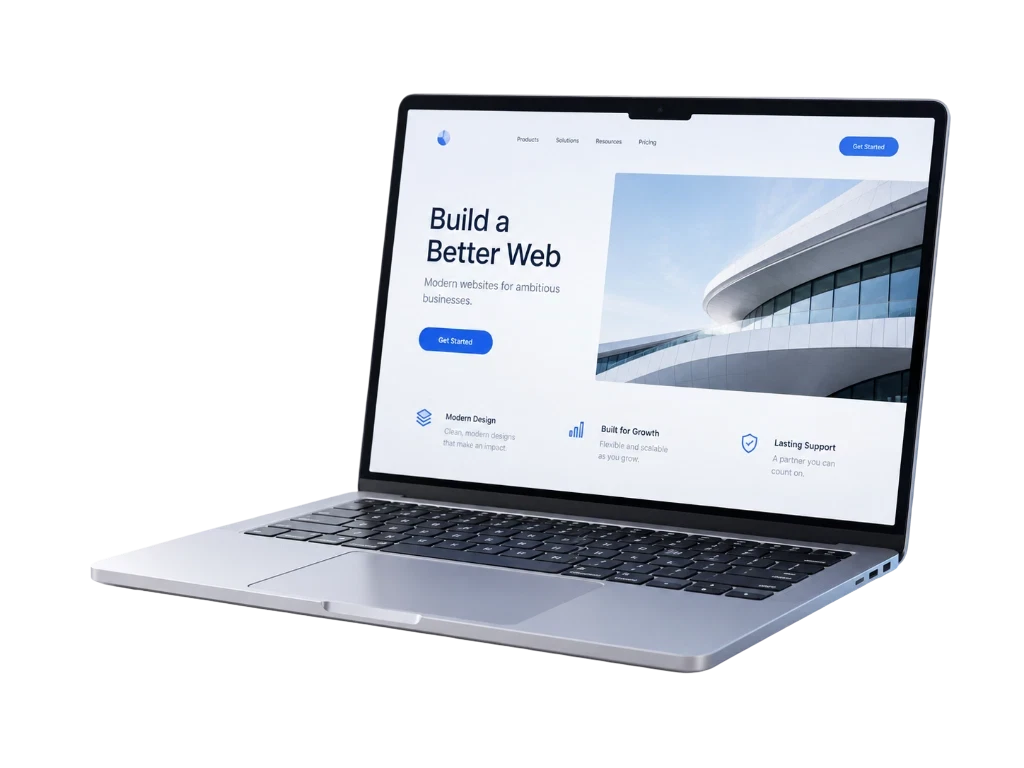 Products
Solutions
Resources
Pricing
Get Started
Build a
Better Web
Modern websites for ambitious
businesses.
Get Started
Modern Design
Clean, modern designs
that make an impact.
Built for Growth
Flexible and scalable
as you grow.
Lasting Support
A partner you can
count on.